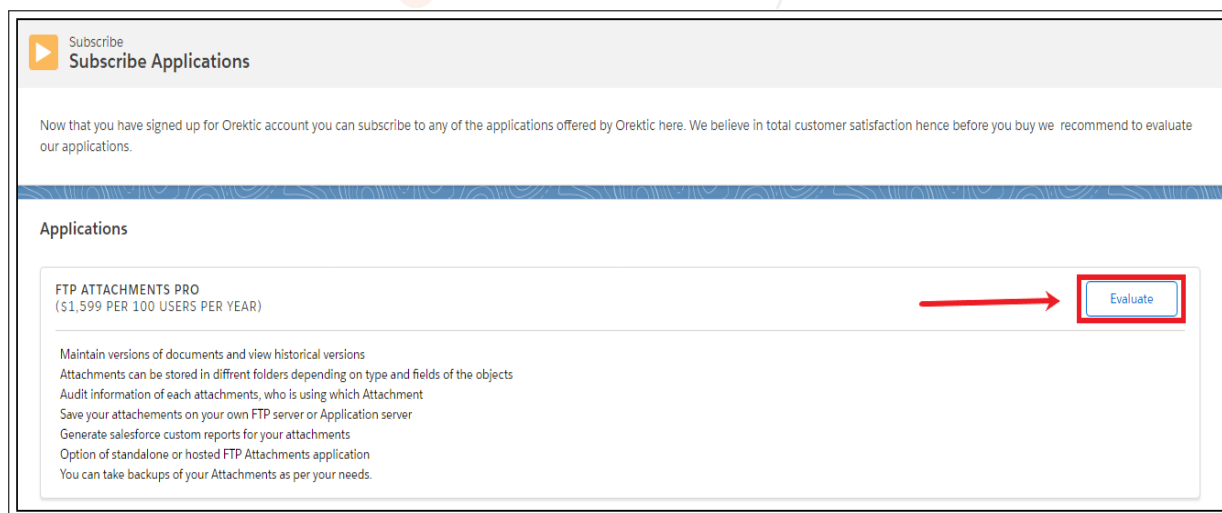 Subscribe
Subscribe Applications
Now that you have signed up for Orektic account you can subscribe to any of the applications offered by Orektic here. We believe in total customer satisfaction hence before you buy we recommend to evaluate
our applications.
Applications
FTP ATTACHMENTS PRO
($1,599 PER 100 USERS PER YEAR)
Evaluate
Maintain versions of documents and view historical versions
Attachments can be stored in diffrent folders depending on type and fields of the objects
Audit information of each attachments, who is using which Attachment
Save your attachements on your own FTP server or Application server
Generate salesforce custom reports for your attachments
Option of standalone or hosted FTP Attachments application
You can take backups of your Attachments as per your needs.